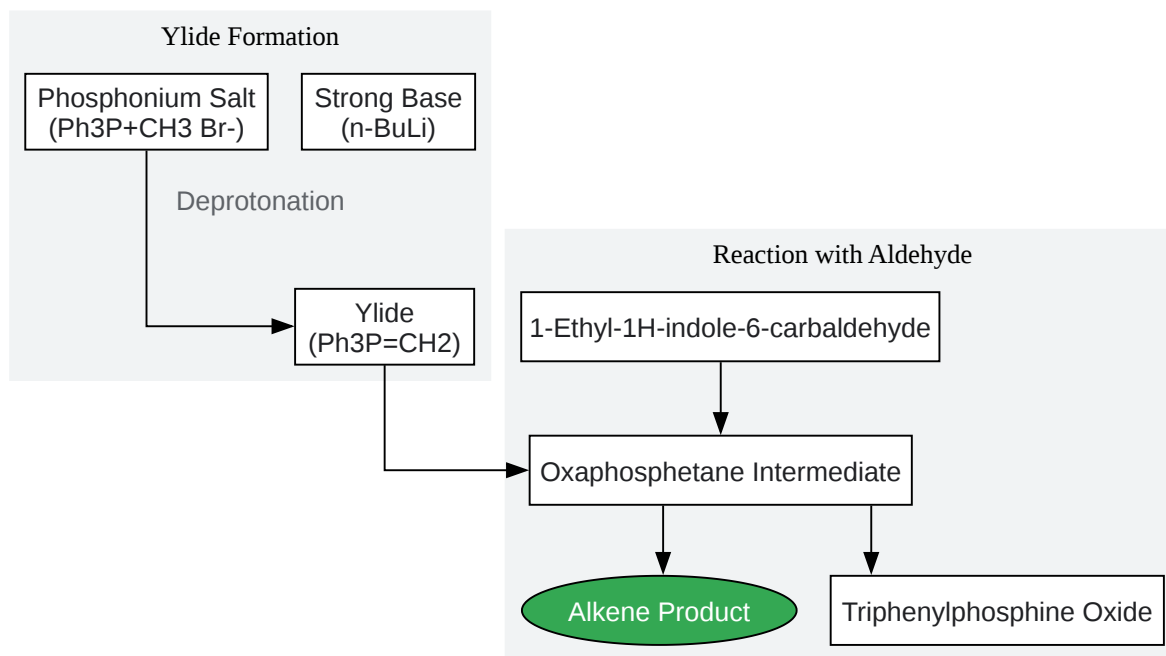 Ylide Formation
Phosphonium Salt
(Ph3P+CH3 Br-)
Strong Base
(n-BuLi)
Deprotonation
Ylide
(Ph3P=CH2)
Reaction with Aldehyde
1-Ethyl-1H-indole-6-carbaldehyde
Oxaphosphetane Intermediate
Alkene Product
Triphenylphosphine Oxide